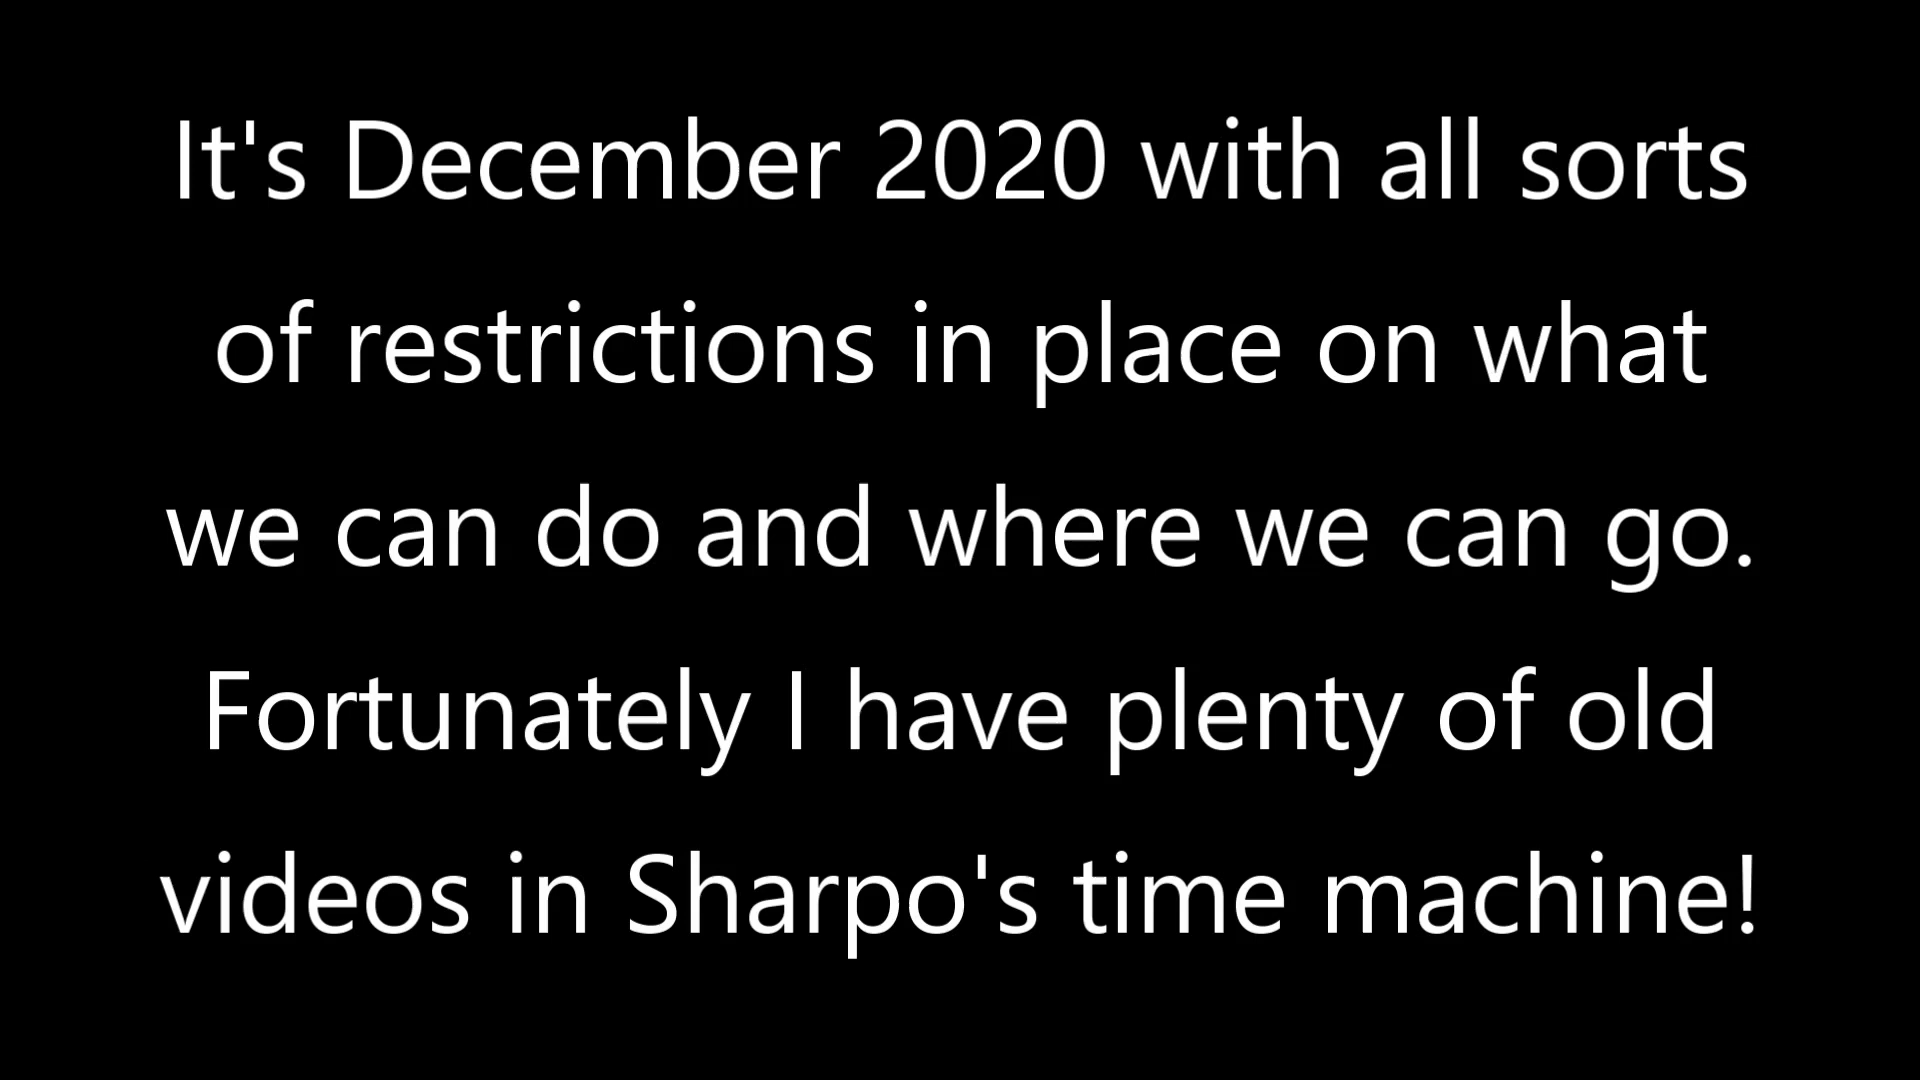 It's December 2020 with all sorts
of restrictions in place on what
we can do and where we can go.
Fortunately I have plenty of old
videos in Sharpo's time machine!